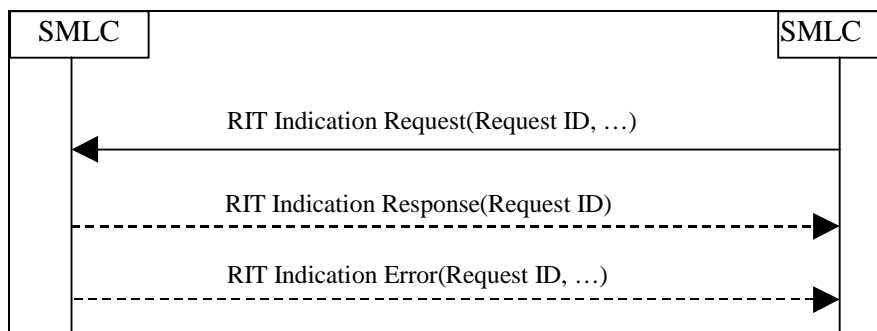 SMLC
SMLC
RIT Indication Request(Request ID, …)
RIT Indication Response(Request ID)
RIT Indication Error(Request ID, …)